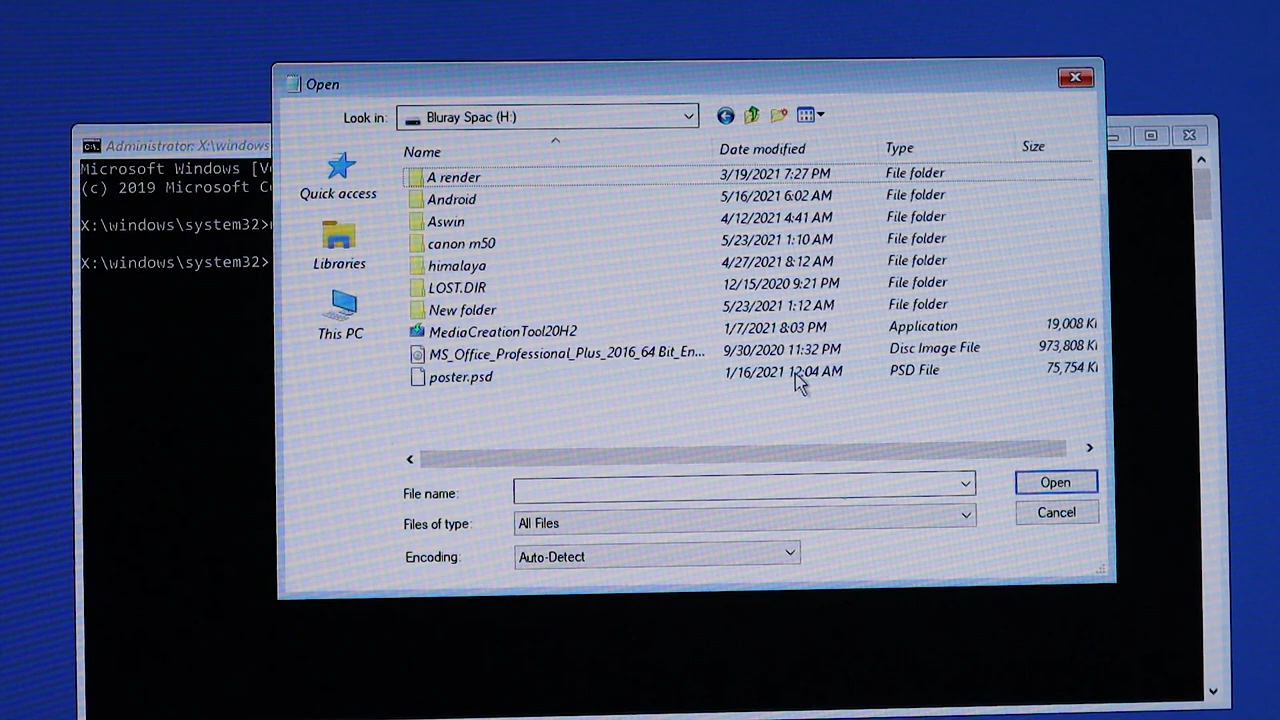 Open
Look in: Bluray Spac (H:)
Administrator: X:\windows
Microsoft Windows [
(c) 2019 Microsoft
X:\windows\system32>
X:\windows\system32>
Quick access
Libraries
This PC
Name Date modified Type Size
A render 3/19/2021 7:27 PM File folder
Android 5/16/2021 6:02 AM File folder
Aswin 4/12/2021 4:41 AM File folder
canon m50 5/23/2021 1:10 AM File folder
himalaya 4/27/2021 8:12 AM File folder
LOST.DIR 12/15/2020 9:21 PM File folder
New folder 5/23/2021 1:12 AM File folder
MediaCreationTool20H2 1/7/2021 8:03 PM Application 19,008 K
MS_Office_Professional_Plus_2016_64 Bit_En... 9/30/2020 11:32 PM Disc Image File 973,808 K
poster.psd 1/16/2021 12:04 AM PSD File 75,754 K
File name: Open
Files of type: All Files Cancel
Encoding: Auto-Detect